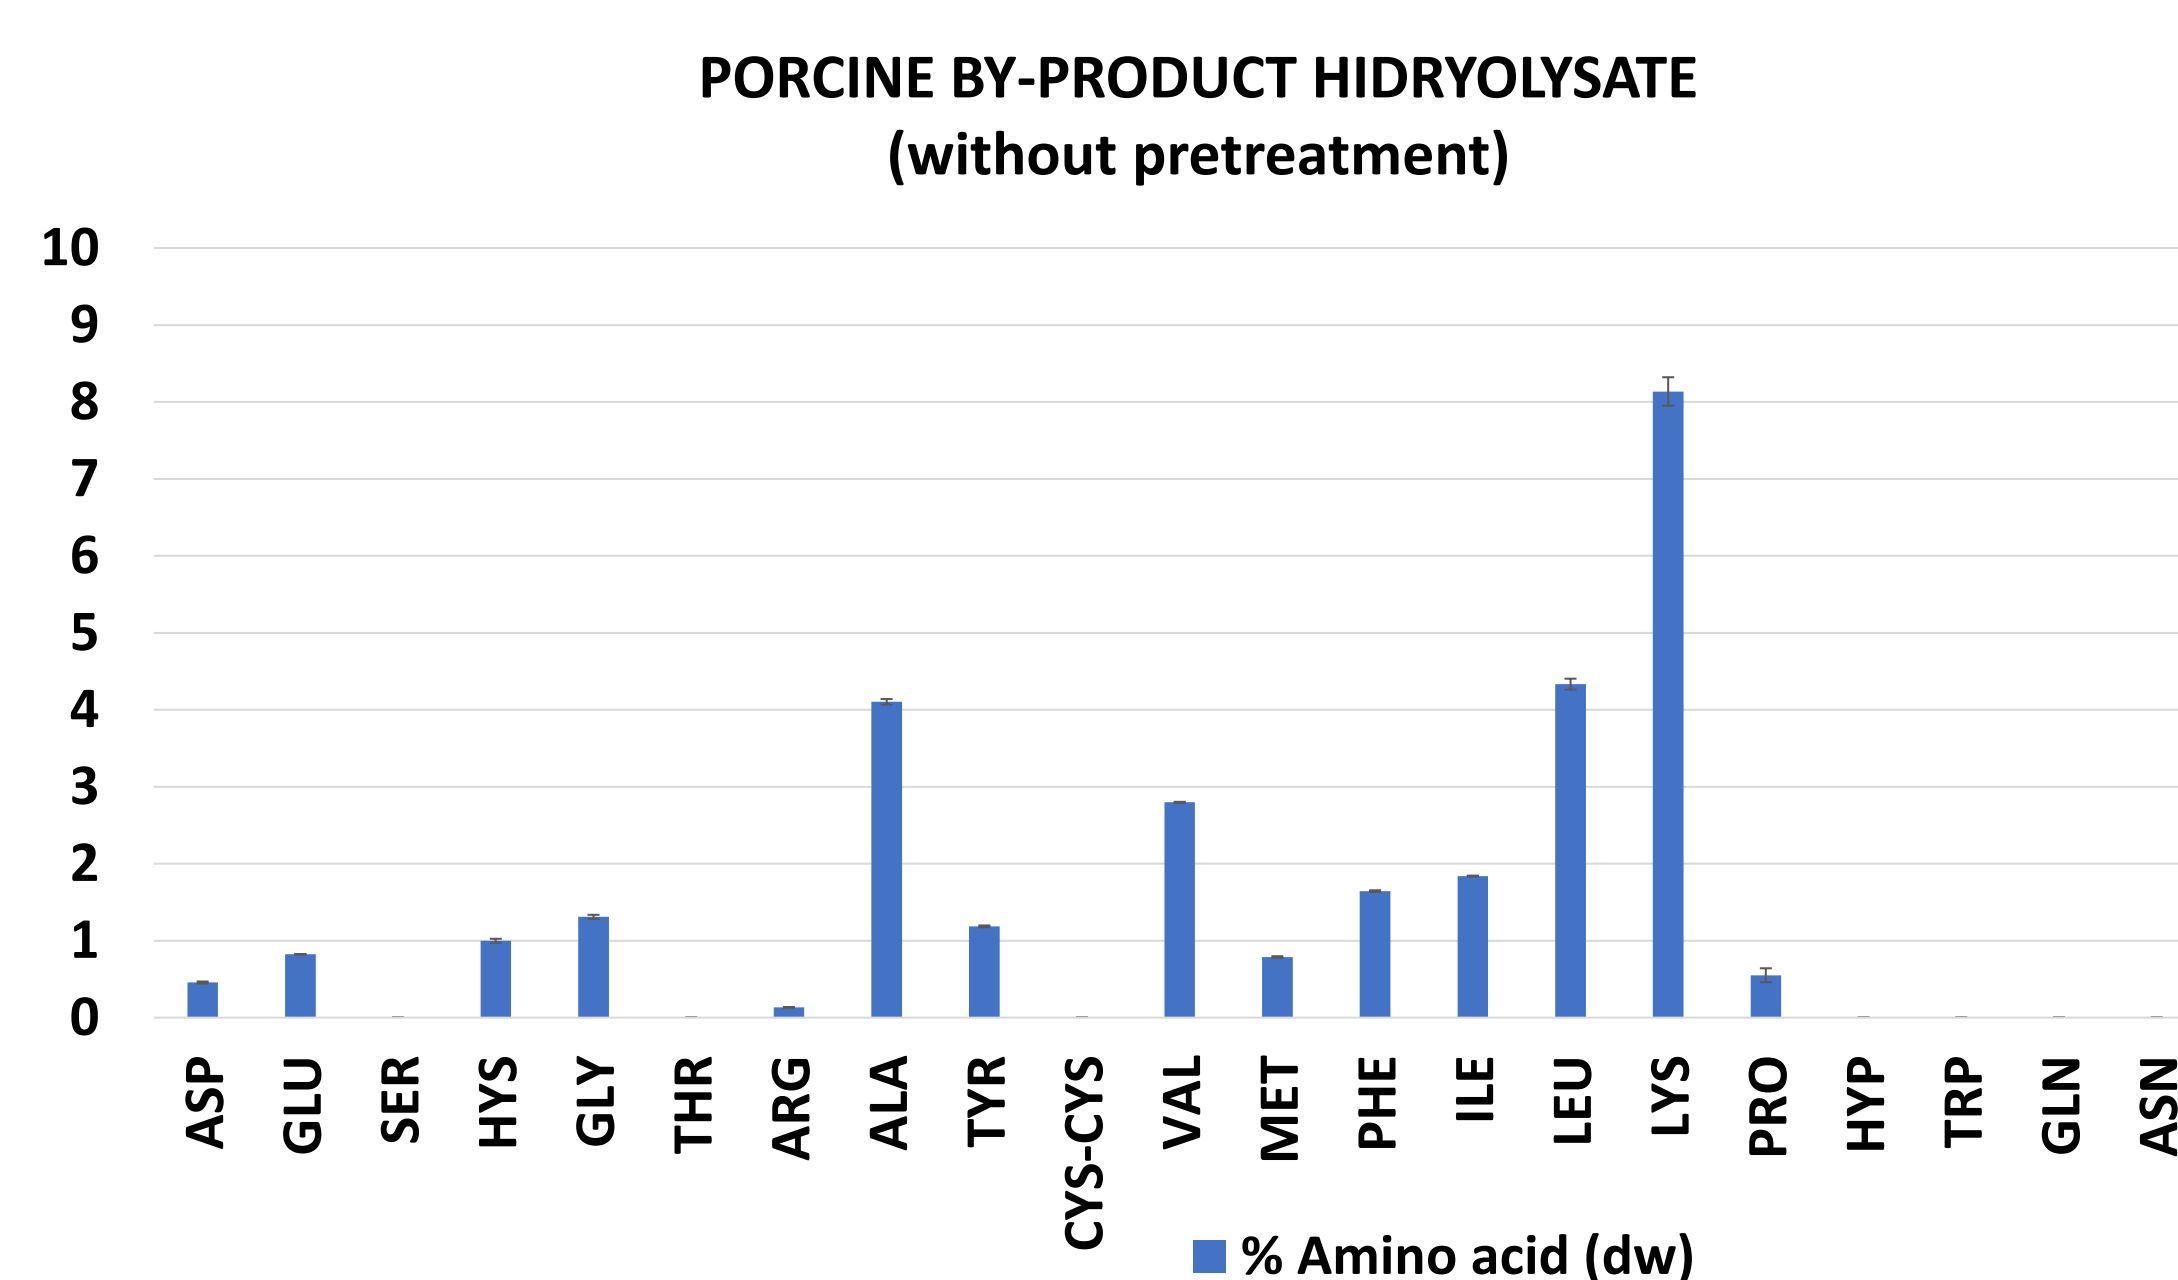 PORCINE BY-PRODUCT HIDRYOLYSATE
(without pretreatment)
10
9
8
7
6
5
4
3
2
1
0
ASP
GLU
SER
HYS
GLY
THR
ARG
ALA
TYR
CYS-CYS
VAL
MET
PHE
ILE
LEU
LYS
PRO
HYP
TRP
GLN
ASN
% Amino acid (dw)